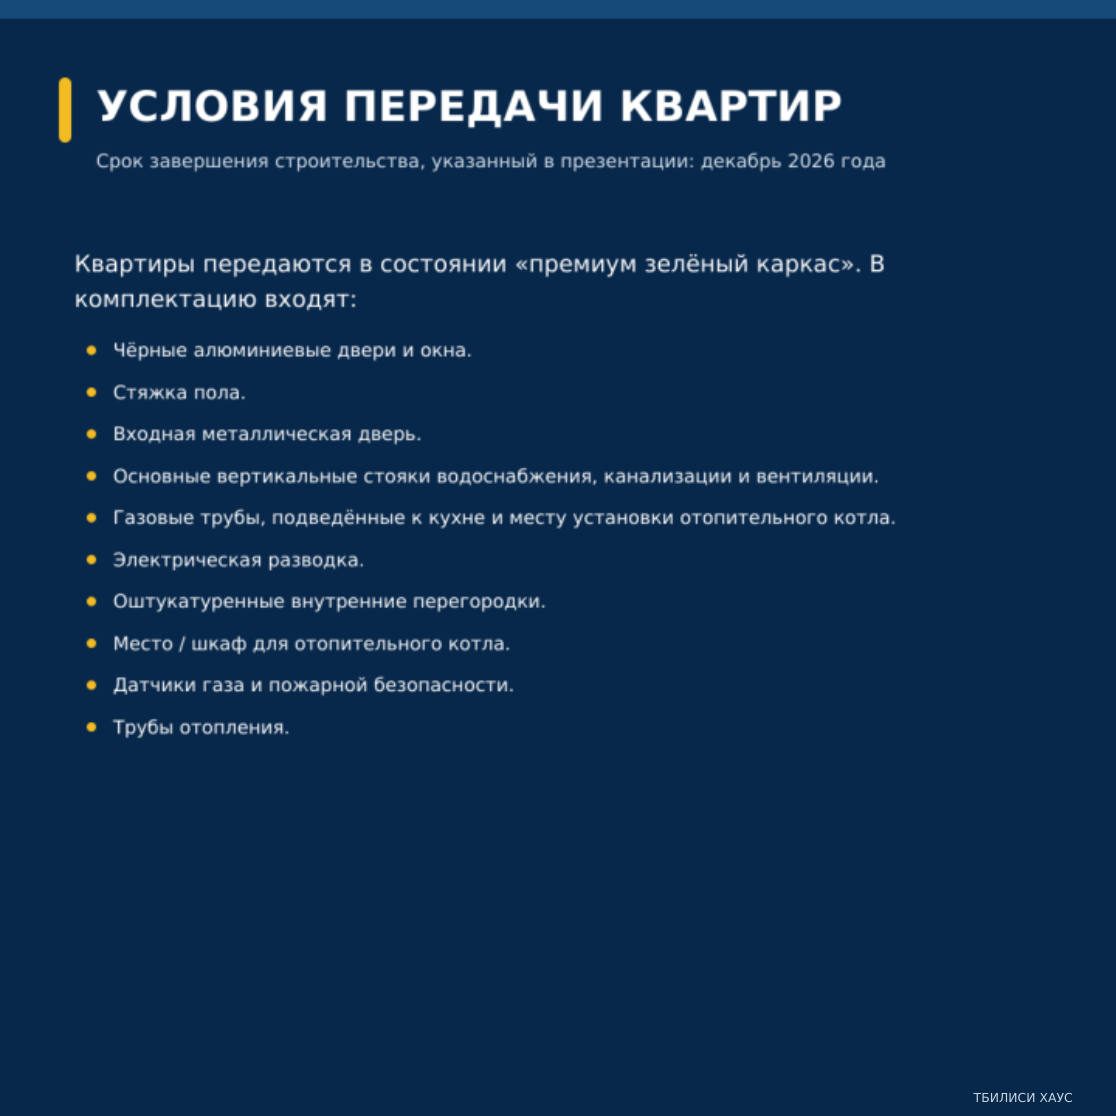 УСЛОВИЯ ПЕРЕДАЧИ КВАРТИР
Срок завершения строительства, указанный в презентации: декабрь 2026 года
Квартиры передаются в состоянии «премиум зелёный каркас». В
комплектацию входят:
Чёрные алюминиевые двери и окна.
Стяжка пола.
Входная металлическая дверь.
Основные вертикальные стояки водоснабжения, канализации и вентиляции.
Газовые трубы, подведённые к кухне и месту установки отопительного котла.
Электрическая разводка.
Оштукатуренные внутренние перегородки.
Место / шкаф для отопительного котла.
Датчики газа и пожарной безопасности.
Трубы отопления.
ТБИЛИСИ ХАУС